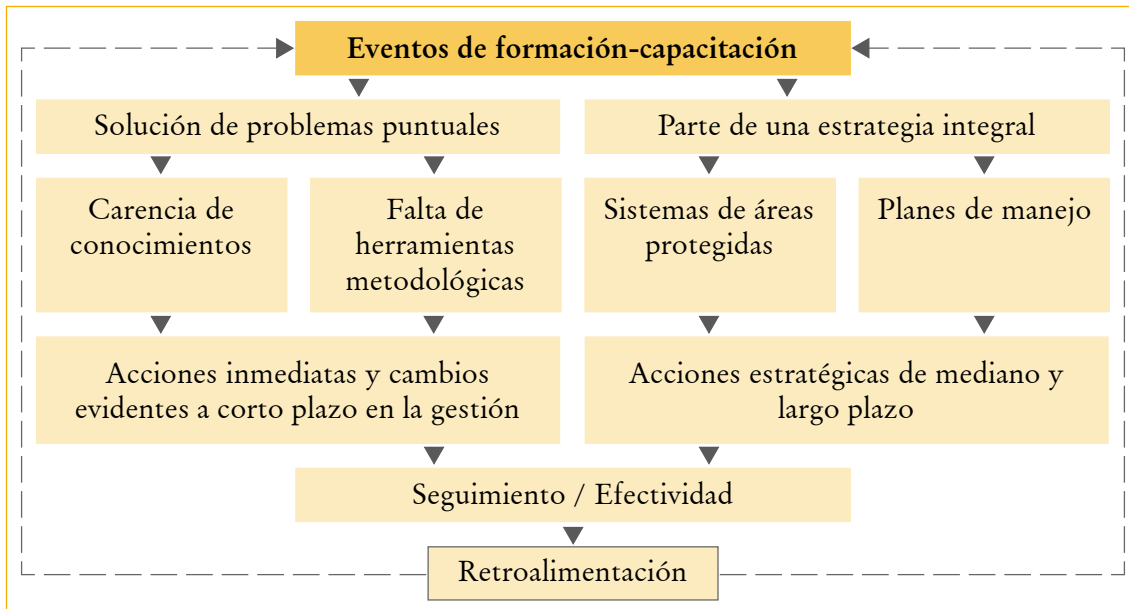 Eventos de formación-capacitación
Solución de problemas puntuales
Parte de una estrategia integral
Carencia de
conocimientos
Falta de
herramientas
metodológicas
Sistemas de áreas
protegidas
Planes de manejo
Acciones inmediatas y cambios
evidentes a corto plazo en la gestión
Acciones estratégicas de mediano y
largo plazo
Seguimiento / Efectividad
Retroalimentación